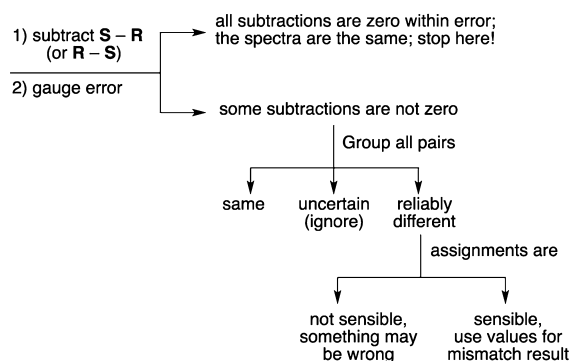 1) subtract S – R
(or R – S)
2) gauge error
all subtractions are zero within error;
the spectra are the same; stop here!
some subtractions are not zero
Group all pairs
same
uncertain
(ignore)
reliably
different
assignments are
not sensible,
something may
be wrong
sensible,
use values for
mismatch result